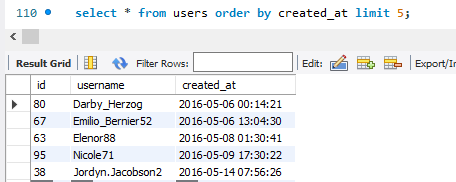 110 select * from users order by created_at limit 5;
Result Grid Filter Rows: Edit: Export/In
id username created_at
80 Darby_Herzog 2016-05-06 00:14:21
67 Emilio_Bernier52 2016-05-06 13:04:30
63 Elenor88 2016-05-08 01:30:41
95 Nicole71 2016-05-09 17:30:22
38 Jordyn.Jacobson2 2016-05-14 07:56:26